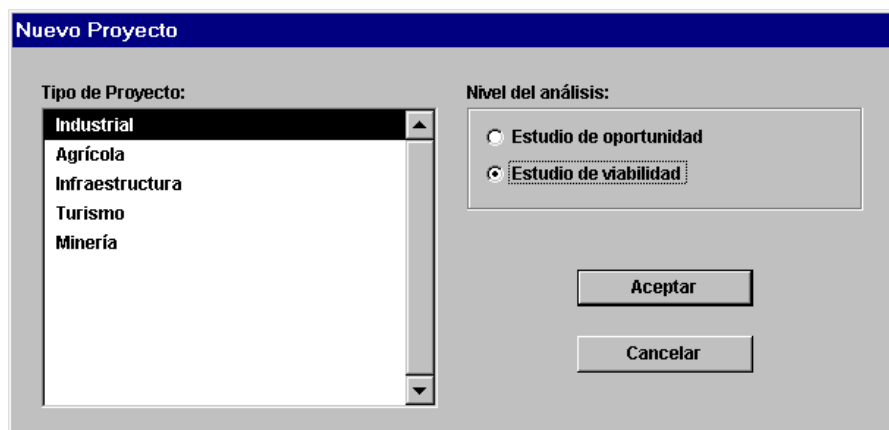 Nuevo Proyecto
Tipo de Proyecto:
Industrial
Agrícola
Infraestructura
Turismo
Minería
Nivel del análisis:
Estudio de oportunidad
Estudio de viabilidad
Aceptar
Cancelar